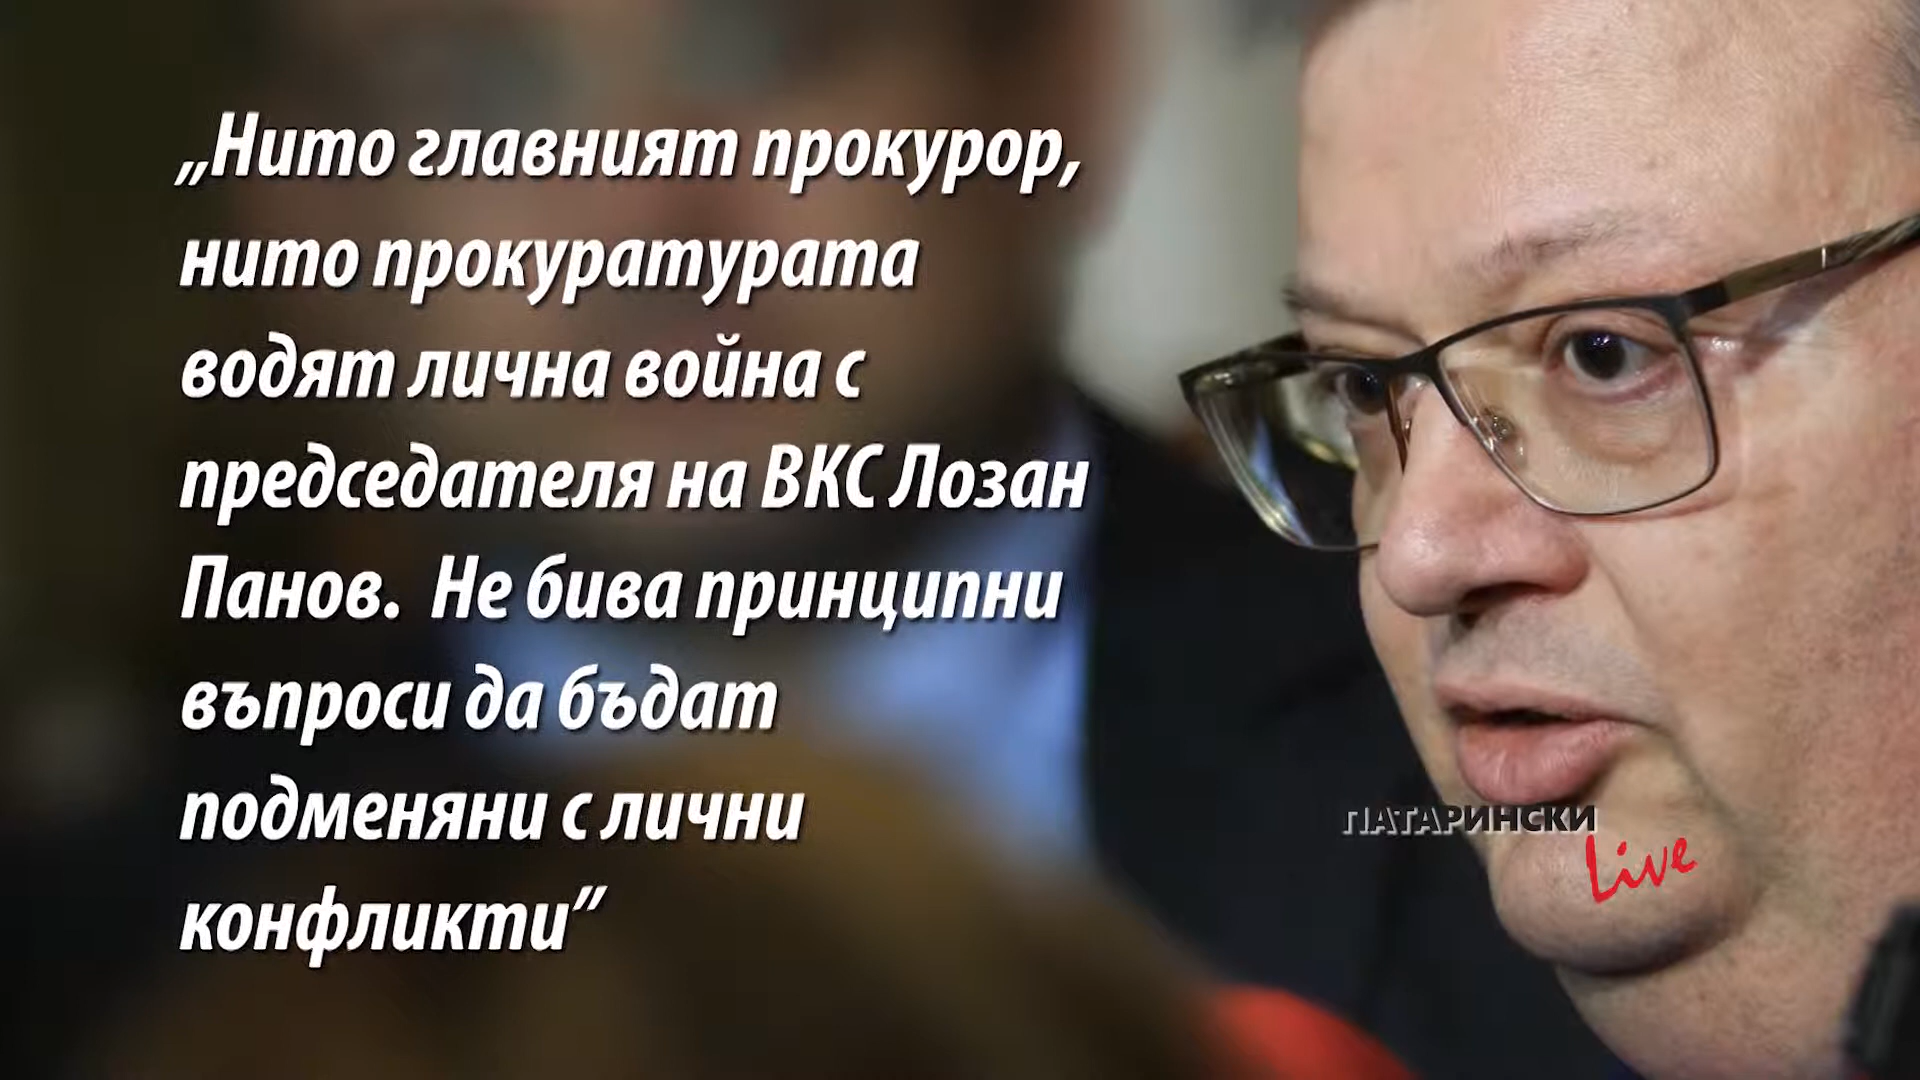 „Нито главният прокурор,
нито прокуратурата
водят лична война с
председателя на ВКС Лозан
Панов. Не бива принципни
въпроси да бъдат
подменяни с лични
конфликти”
ПАТАРИНСКИ
Live